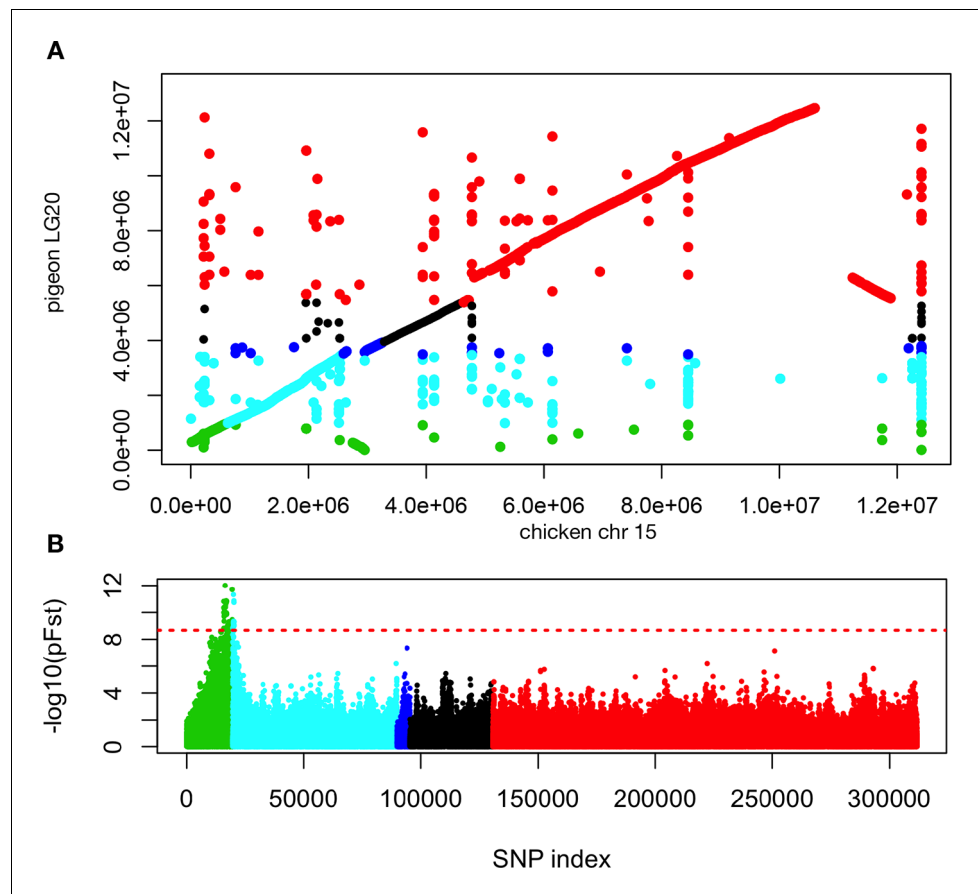 A
pigeon LG20
1.2e+07
8.0e+06
4.0e+06
0.0e+00
0.0e+00 2.0e+06 4.0e+06 6.0e+06 8.0e+06 1.0e+07 1.2e+07
chicken chr 15
B
-log10(pFst)
12
8
4
0
0 50000 100000 150000 200000 250000 300000
SNP index